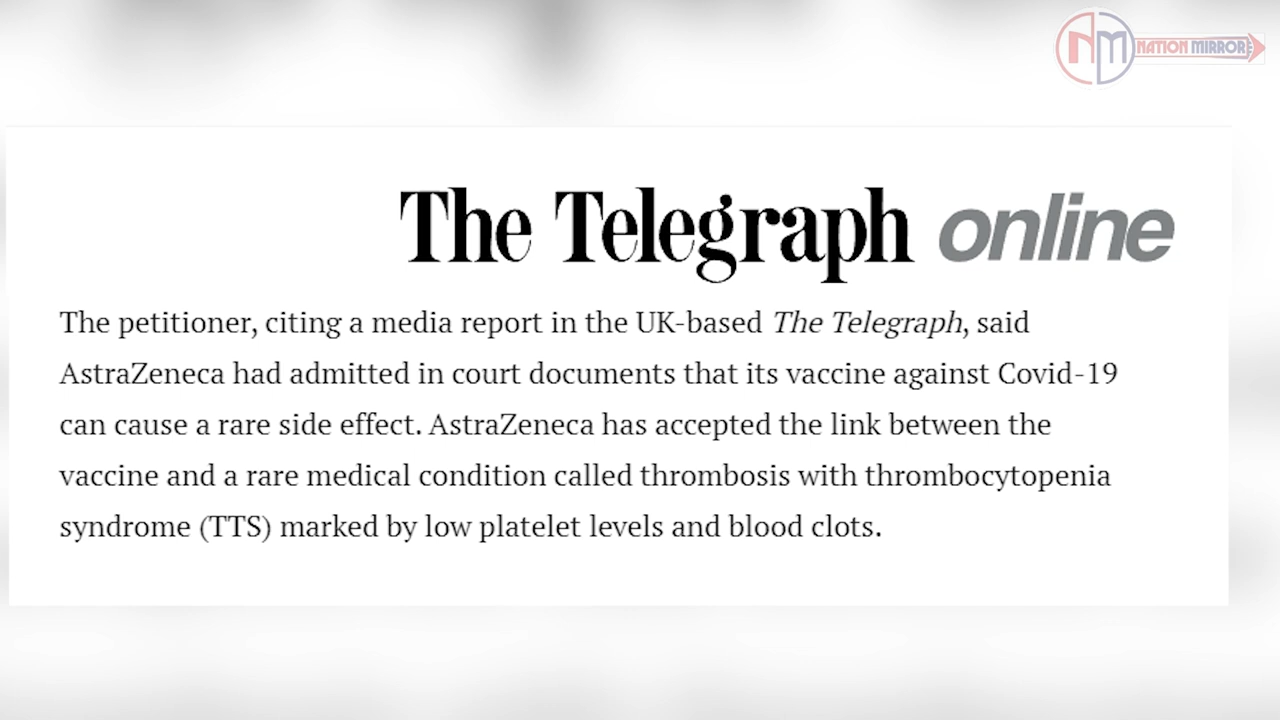 NM NATION MIRROR
The Telegraph online
The petitioner, citing a media report in the UK-based The Telegraph, said
AstraZeneca had admitted in court documents that its vaccine against Covid-19
can cause a rare side effect. AstraZeneca has accepted the link between the
vaccine and a rare medical condition called thrombosis with thrombocytopenia
syndrome (TTS) marked by low platelet levels and blood clots.